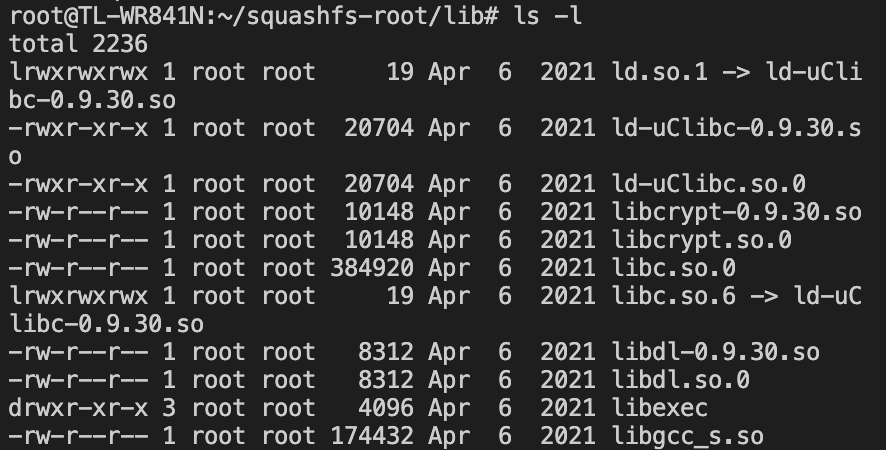 root@TL-WR841N:~/squashfs-root/lib# ls -l
total 2236
lrwxrwxrwx 1 root root     19 Apr  6  2021 ld.so.1 -> ld-uCli
bc-0.9.30.so
-rwxr-xr-x 1 root root  20704 Apr  6  2021 ld-uClibc-0.9.30.s
o
-rwxr-xr-x 1 root root  20704 Apr  6  2021 ld-uClibc.so.0
-rw-r--r-- 1 root root  10148 Apr  6  2021 libcrypt-0.9.30.so
-rw-r--r-- 1 root root  10148 Apr  6  2021 libcrypt.so.0
-rw-r--r-- 1 root root 384920 Apr  6  2021 libc.so.0
lrwxrwxrwx 1 root root     19 Apr  6  2021 libc.so.6 -> ld-uC
libc-0.9.30.so
-rw-r--r-- 1 root root   8312 Apr  6  2021 libdl-0.9.30.so
-rw-r--r-- 1 root root   8312 Apr  6  2021 libdl.so.0
drwxr-xr-x 3 root root   4096 Apr  6  2021 libexec
-rw-r--r-- 1 root root 174432 Apr  6  2021 libgcc_s.so